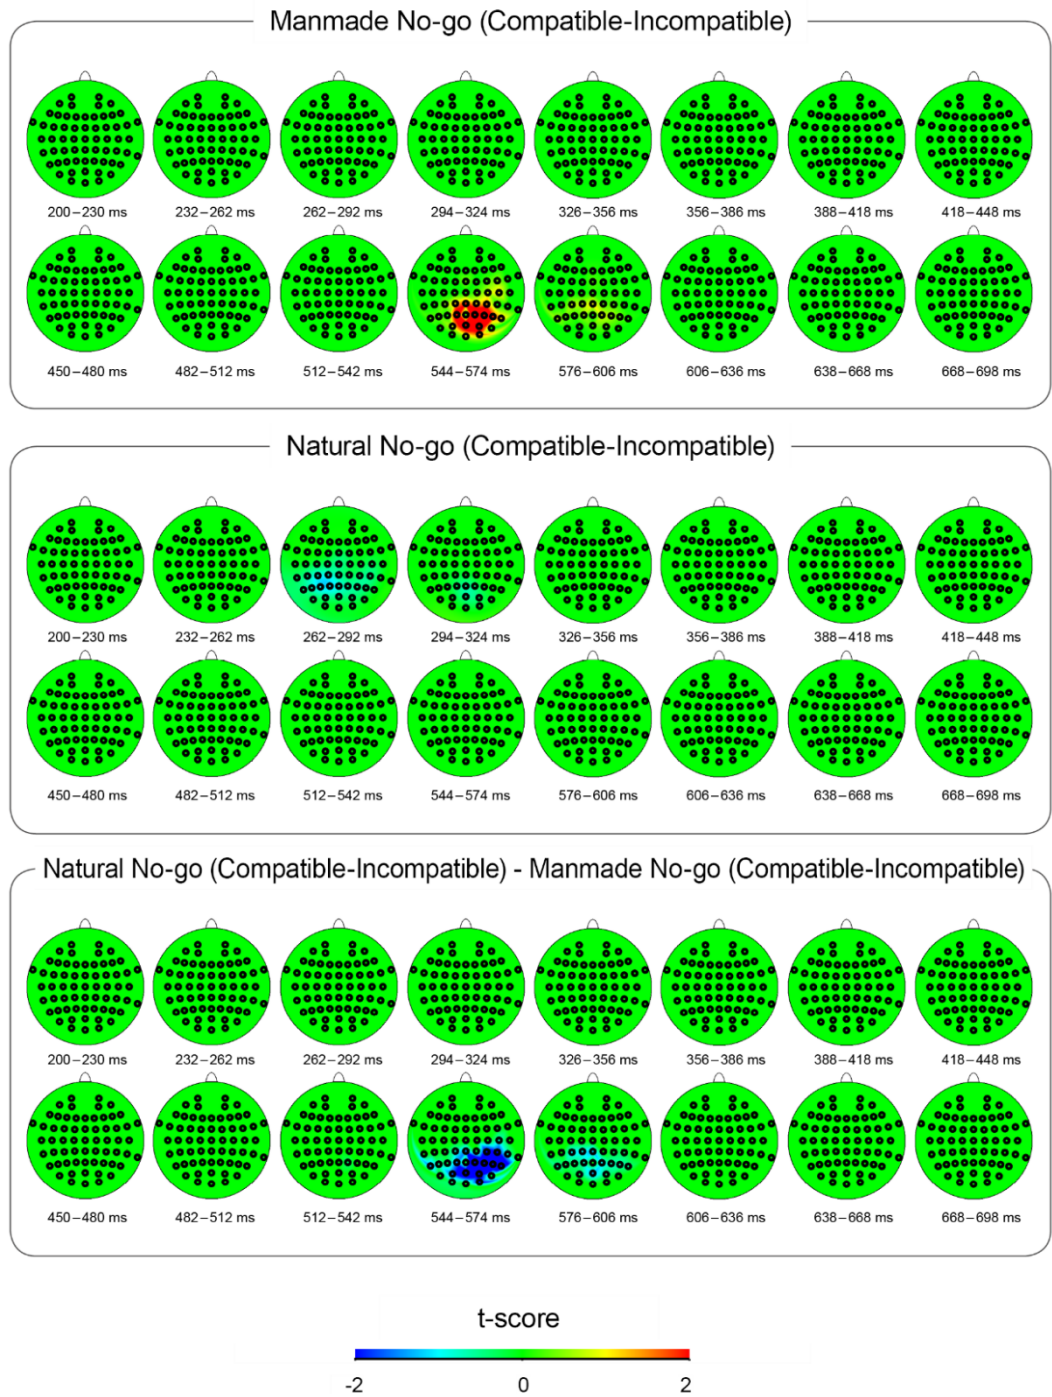 Manmade No-go (Compatible-Incompatible)
200–230 ms 232–262 ms 262–292 ms 294–324 ms 326–356 ms 356–386 ms 388–418 ms 418–448 ms
450–480 ms 482–512 ms 512–542 ms 544–574 ms 576–606 ms 606–636 ms 638–668 ms 668–698 ms
Natural No-go (Compatible-Incompatible)
200–230 ms 232–262 ms 262–292 ms 294–324 ms 326–356 ms 356–386 ms 388–418 ms 418–448 ms
450–480 ms 482–512 ms 512–542 ms 544–574 ms 576–606 ms 606–636 ms 638–668 ms 668–698 ms
Natural No-go (Compatible-Incompatible) - Manmade No-go (Compatible-Incompatible)
200–230 ms 232–262 ms 262–292 ms 294–324 ms 326–356 ms 356–386 ms 388–418 ms 418–448 ms
450–480 ms 482–512 ms 512–542 ms 544–574 ms 576–606 ms 606–636 ms 638–668 ms 668–698 ms
t-score
-2 0 2